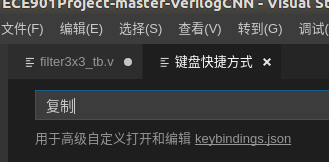 ECE901Project-master-VerilogCNN - Visual St
文件(F) 编辑(E) 选择(S) 查看(V) 转到(G) 调试(
filter3x3_tb.v 键盘快捷方式 ×
复制
用于高级自定义打开和编辑 keybindings.json